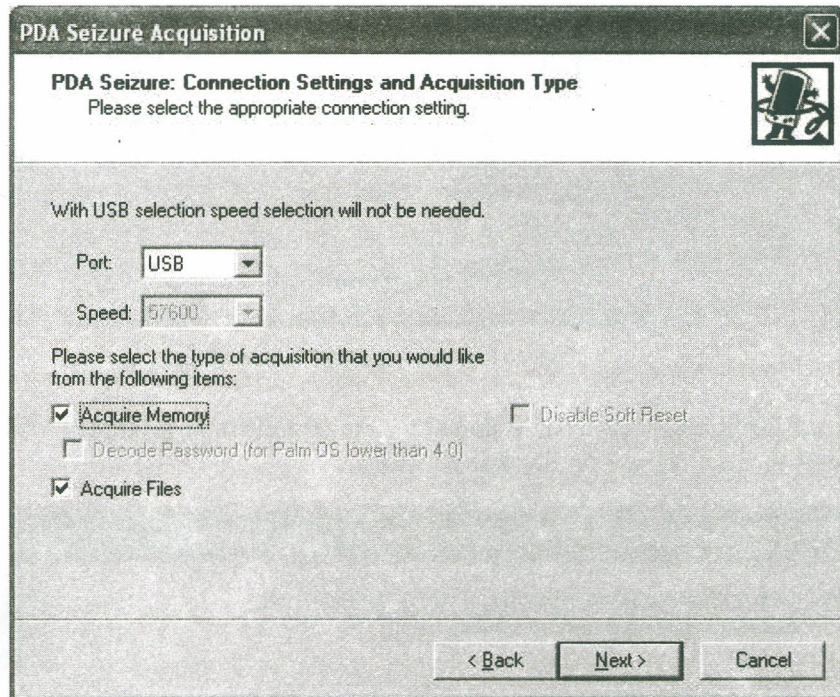 PDA Seizure Acquisition
PDA Seizure: Connection Settings and Acquisition Type
Please select the appropriate connection setting.
With USB selection speed selection will not be needed.
Port: USB
Speed: 57600
Please select the type of acquisition that you would like
from the following items:
Acquire Memory
Disable Soft Reset
Decode Password (for Palm OS lower than 4.0)
Acquire Files
< Back
Next >
Cancel